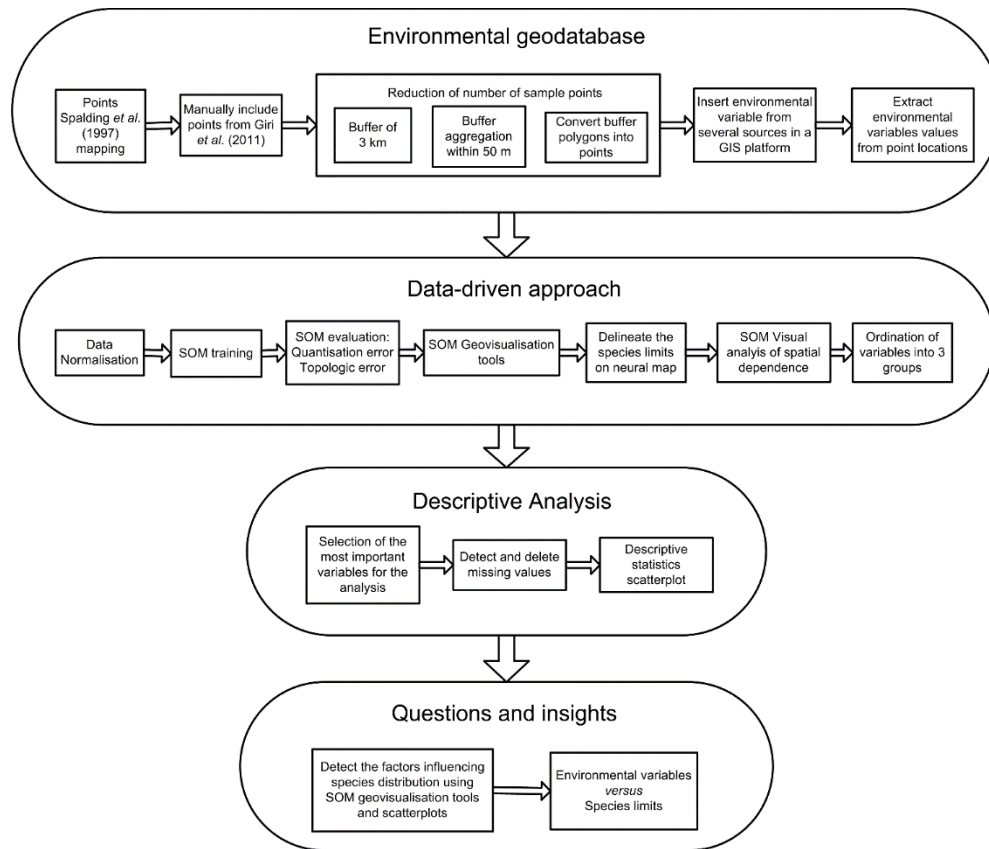 Environmental geodatabase
Points
Spalding et al.
(1997)
mapping
Manually include
points from Giri
et al. (2011)
Reduction of number of sample points
Buffer of
3 km
Buffer
aggregation
within 50 m
Convert buffer
polygons into
points
Insert environmental
variable from
several sources in a
GIS platform
Extract
environmental
variables values
from point locations
Data-driven approach
Data
Normalisation
SOM training
SOM evaluation:
Quantisation error
Topologic error
SOM Geovisualisation
tools
Delineate the
species limits
on neural map
SOM Visual
analyis of spatial
dependence
Ordination of
variables into 3
groups
Descriptive Analysis
Selection of the
most important
variables for the
analysis
Detect and delete
missing values
Descriptive
statistics
scatterplot
Questions and insights
Detect the factors influencing
species distribution using
SOM geovisualisation tools
and scatterplots
Environmental variables
versus
Species limits